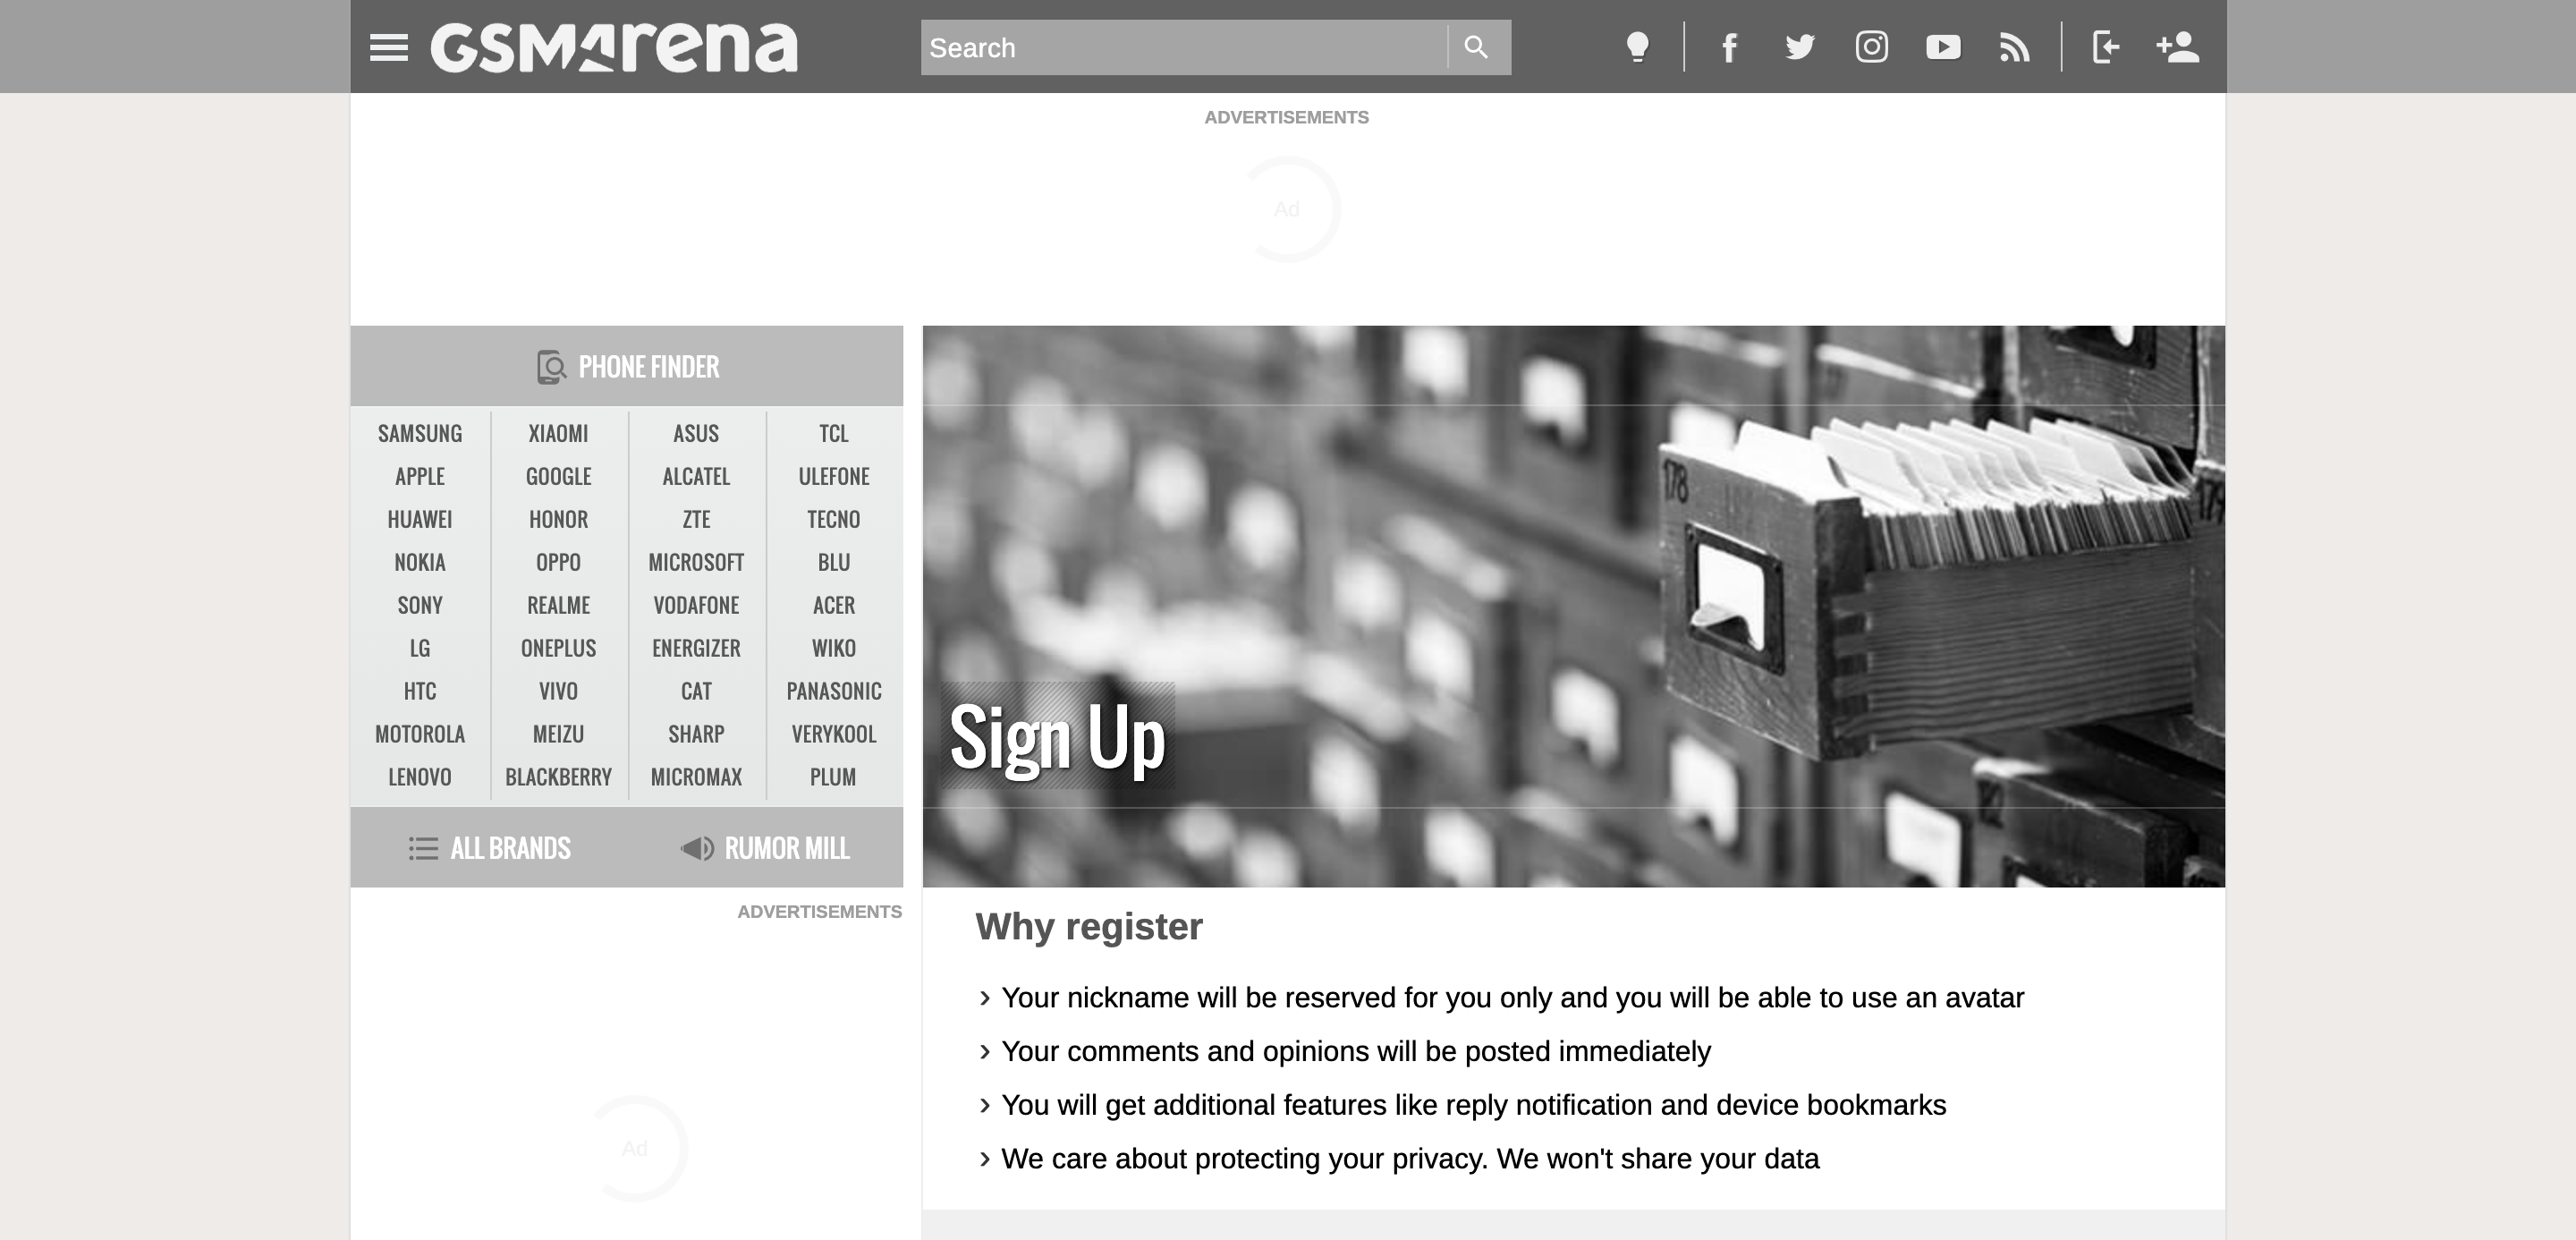 GSMArena
Search
ADVERTISEMENTS
Ad
PHONE FINDER
SAMSUNG XIAOMI ASUS TCL
APPLE GOOGLE ALCATEL ULEFONE
HUAWEI HONOR ZTE TECNO
NOKIA OPPO MICROSOFT BLU
SONY REALME VODAFONE ACER
LG ONEPLUS ENERGIZER WIKO
HTC VIVO CAT PANASONIC
MOTOROLA MEIZU SHARP VERYKOOL
LENOVO BLACKBERRY MICROMAX PLUM
ALL BRANDS RUMOR MILL
ADVERTISEMENTS
Ad
178
Sign Up
Why register
Your nickname will be reserved for you only and you will be able to use an avatar
Your comments and opinions will be posted immediately
You will get additional features like reply notification and device bookmarks
We care about protecting your privacy. We won't share your data